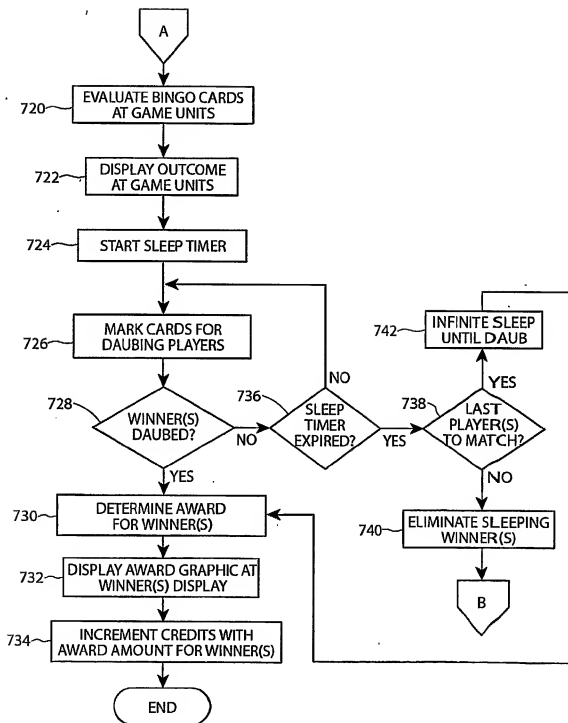 A
720
EVALUATE BINGO CARDS
AT GAME UNITS
722
DISPLAY OUTCOME
AT GAME UNITS
724
START SLEEP TIMER
726
MARK CARDS FOR
DAUBING PLAYERS
728
WINNER(S)
DAUBED?
NO
YES
736
SLEEP
TIMER
EXPIRED?
NO
YES
738
LAST
PLAYER(S)
TO MATCH?
YES
NO
742
INFINITE SLEEP
UNTIL DAUB
740
ELIMINATE SLEEPING
WINNER(S)
B
730
DETERMINE AWARD
FOR WINNER(S)
732
DISPLAY AWARD GRAPHIC AT
WINNER(S) DISPLAY
734
INCREMENT CREDITS WITH
AWARD AMOUNT FOR WINNER(S)
END